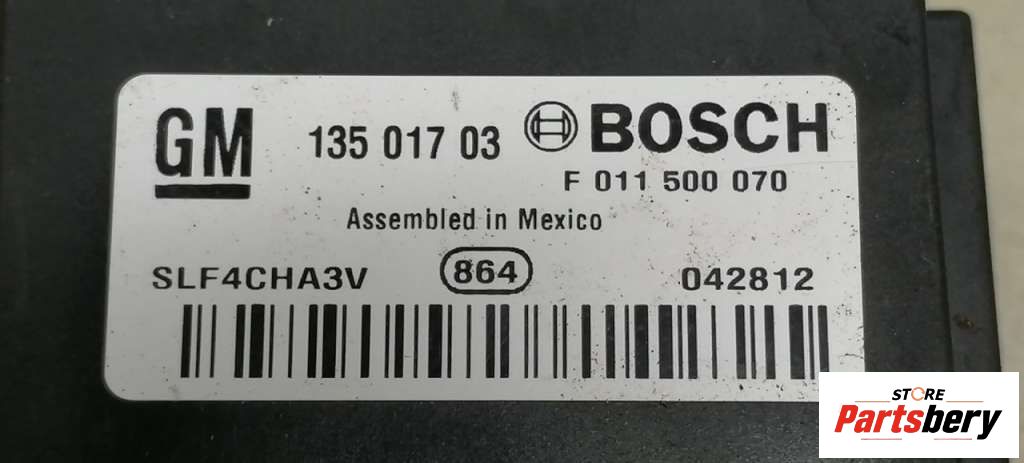 GM 135 017 03 BOSCH
F 011 500 070
Assembled in Mexico
SLF4CHA3V 864 042812
STORE
Partsbery